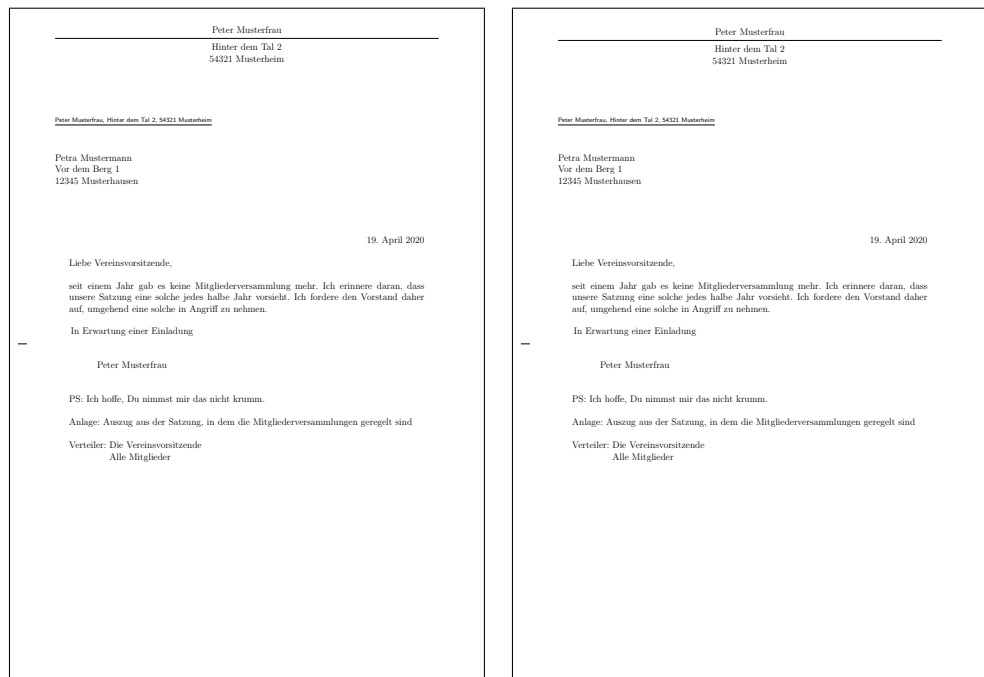 Peter Musterfrau
Hinter dem Tal 2
54321 Musterheim
Peter Musterfrau, Hinter dem Tal 2, 54321 Musterheim
Petra Mustermann
Vor dem Berg 1
12345 Musterhausen
19. April 2020
Liebe Vereinsvorsitzende,
seit einem Jahr gab es keine Mitgliederversammlung mehr. Ich erinnere daran, dass
unsere Satzung eine solche jedes halbe Jahr vorsieht. Ich fordere den Vorstand daher
auf, umgehend eine solche in Angriff zu nehmen.
In Erwartung einer Einladung
Peter Musterfrau
PS: Ich hoffe, Du nimmst mir das nicht krumm.
Anlage: Auszug aus der Satzung, in dem die Mitgliederversammlungen geregelt sind
Verteiler: Die Vereinsvorsitzende
Alle Mitglieder
Peter Musterfrau
Hinter dem Tal 2
54321 Musterheim
Peter Musterfrau, Hinter dem Tal 2, 54321 Musterheim
Petra Mustermann
Vor dem Berg 1
12345 Musterhausen
19. April 2020
Liebe Vereinsvorsitzende,
seit einem Jahr gab es keine Mitgliederversammlung mehr. Ich erinnere daran, dass
unsere Satzung eine solche jedes halbe Jahr vorsieht. Ich fordere den Vorstand daher
auf, umgehend eine solche in Angriff zu nehmen.
In Erwartung einer Einladung
Peter Musterfrau
PS: Ich hoffe, Du nimmst mir das nicht krumm.
Anlage: Auszug aus der Satzung, in dem die Mitgliederversammlungen geregelt sind
Verteiler: Die Vereinsvorsitzende
Alle Mitglieder